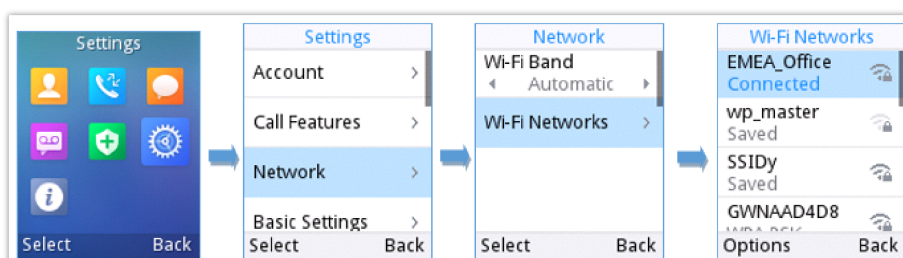 Settings
Select Back
Settings
Account
Call Features
Network
Basic Settings
Select Back
Network
Wi-Fi Band
Automatic
Wi-Fi Networks
Select Back
Wi-Fi Networks
EMEA_Office
Connected
wp_master
Saved
SSIDy
Saved
GWNAAD4D8
Options Back